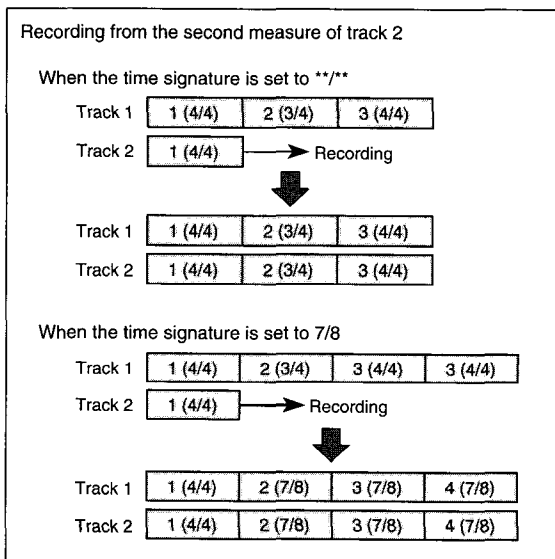 Recording from the second measure of track 2
When the time signature is set to **/**
Track 1 1 (4/4) 2 (3/4) 3 (4/4)
Track 2 1 (4/4) Recording
Track 1 1 (4/4) 2 (3/4) 3 (4/4)
Track 2 1 (4/4) 2 (3/4) 3 (4/4)
When the time signature is set to 7/8
Track 1 1 (4/4) 2 (3/4) 3 (4/4) 3 (4/4)
Track 2 1 (4/4) Recording
Track 1 1 (4/4) 2 (7/8) 3 (7/8) 4 (7/8)
Track 2 1 (4/4) 2 (7/8) 3 (7/8) 4 (7/8)